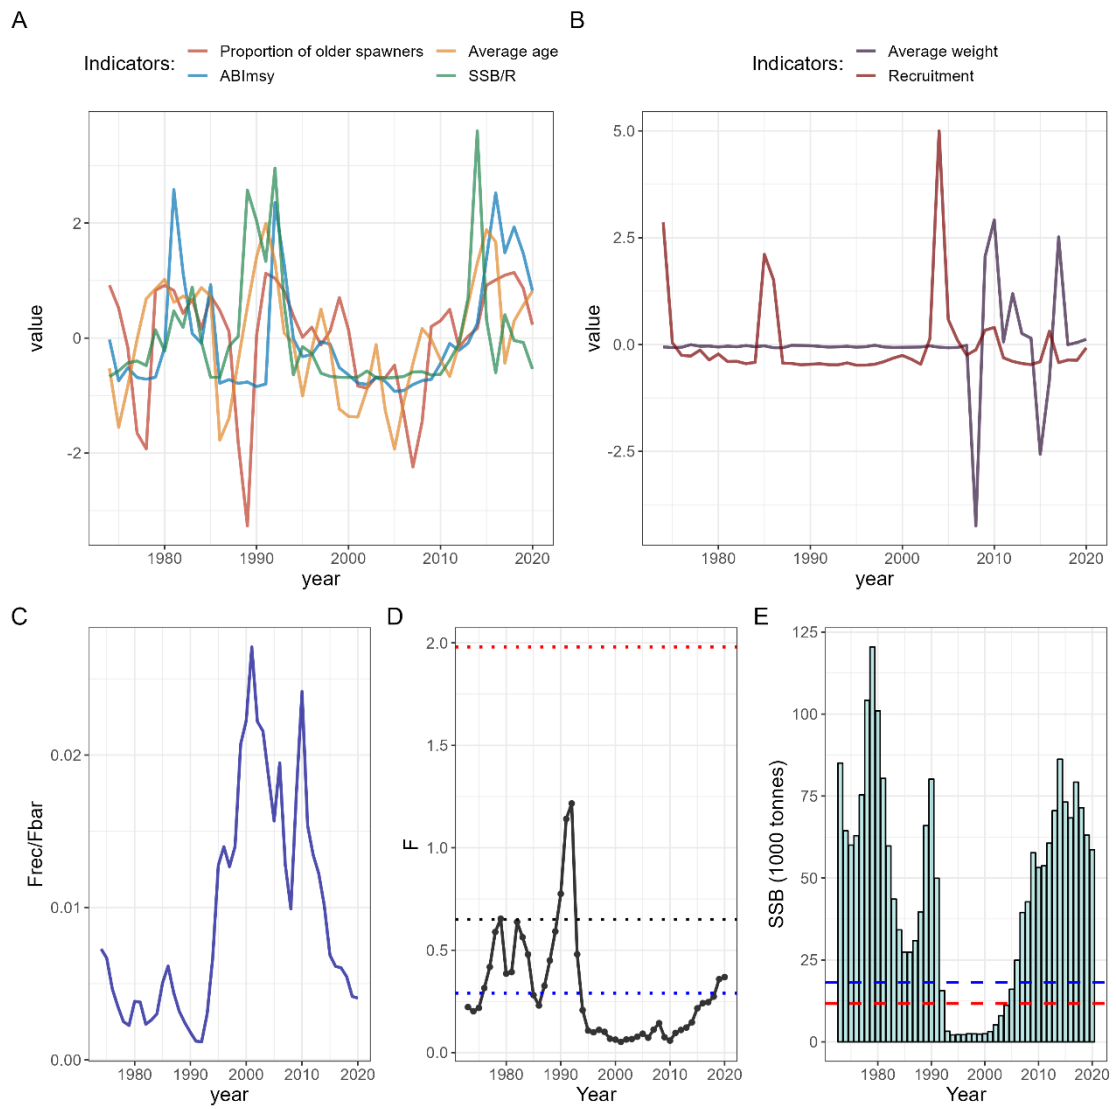 A
Indicators:
Proportion of older spawners
Average age
ABImsy
SSB/R
value
2
0
-2
1980
1990
2000
2010
2020
year
B
Indicators:
Average weight
Recruitment
value
5.0
2.5
0.0
-2.5
1980
1990
2000
2010
2020
year
C
Frec/Fbar
0.02
0.01
0.00
1980
1990
2000
2010
2020
year
D
F
2.0
1.5
1.0
0.5
0.0
1980
1990
2000
2010
2020
Year
E
SSB (1000 tonnes)
125
100
75
50
25
0
1980
1990
2000
2010
2020
Year